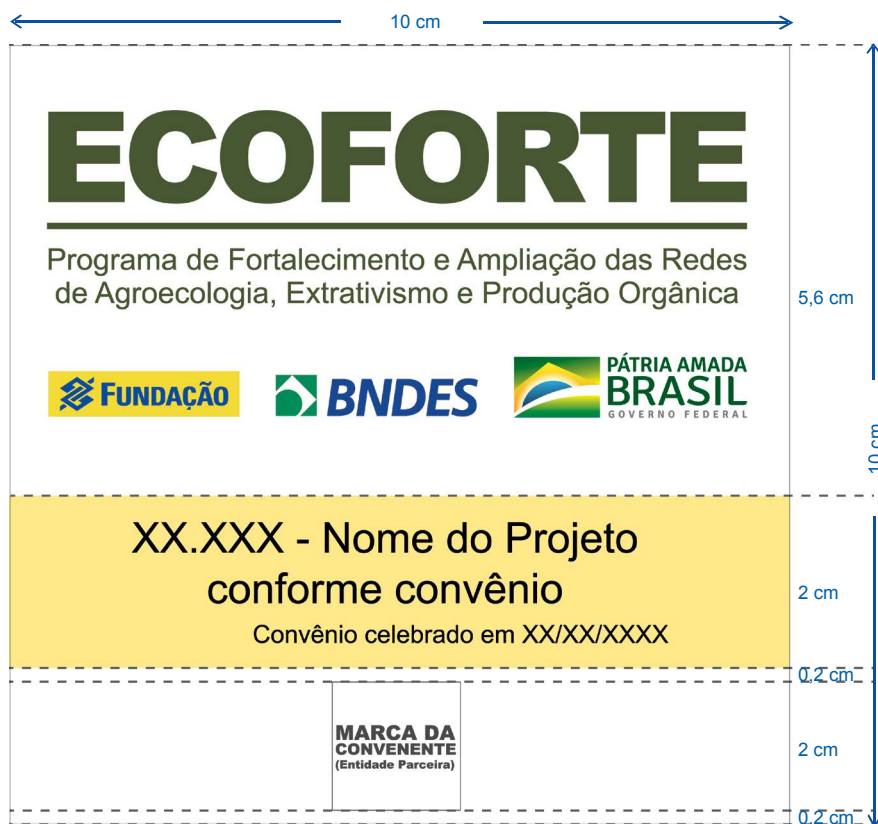 10 cm
ECOFORTE
Programa de Fortalecimento e Ampliação das Redes
de Agroecologia, Extrativismo e Produção Orgânica
5,6 cm
FUNDAÇÃO
BNDES
PÁTRIA AMADA
BRASIL
GOVERNO FEDERAL
10 cm
XX.XXX - Nome do Projeto
conforme convênio
Convênio celebrado em XX/XX/XXXX
2 cm
0,2 cm
MARCA DA
CONVENENTE
(Entidade Parceira)
2 cm
0,2 cm